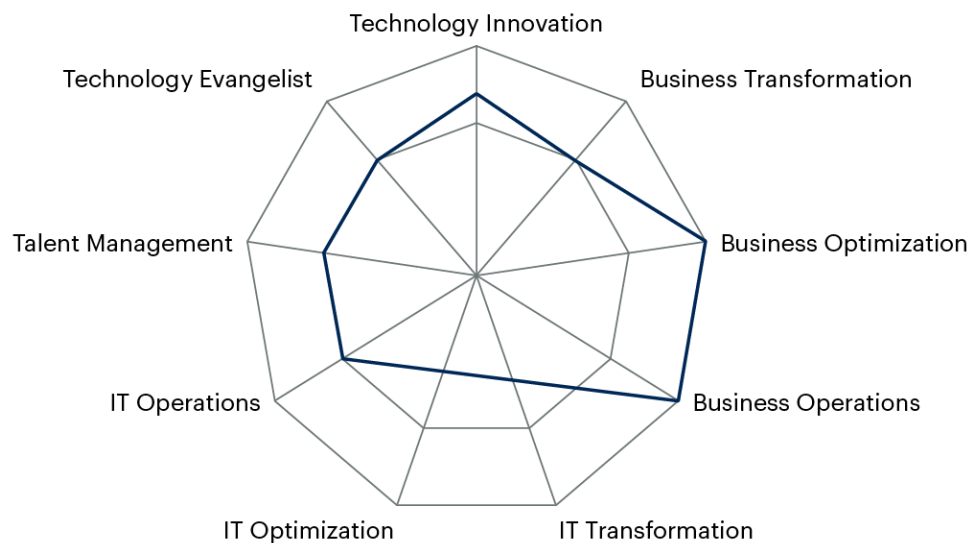 Technology Innovation
Technology Evangelist
Business Transformation
Talent Management
Business Optimization
IT Operations
Business Operations
IT Optimization
IT Transformation